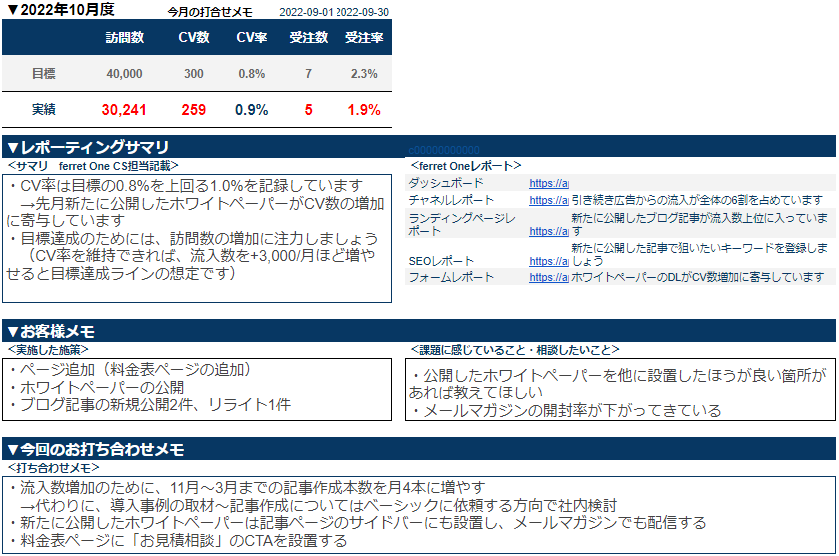 ▼2022年10月度 今月の打合せメモ 2022-09-01 2022-09-30
訪問数 CV数 CV率 受注数 受注率
目標 40,000 300 0.8% 7 2.3%
実績 30,241 259 0.9% 5 1.9%
▼レポーティングサマリ
<サマリ ferret One CS担当記載>
・CV率は目標の0.8%を上回る1.0%を記録しています
→先月新たに公開したホワイトペーパーがCV数の増加
に寄与しています
・目標達成のためには、訪問数の増加に注力しましょう
（CV率を維持できれば、流入数を+3,000/月ほど増や
せると目標達成ラインの想定です）
<ferret Oneレポート>
ダッシュボード https://a
チャネルレポート https://a 引き続き広告からの流入が全体の6割を占めています
ランディングページレ
ポート https://a 新たに公開したブログ記事が流入数上位に入っていま
す
SEOレポート https://a 新たに公開した記事で狙いたいキーワードを登録しま
しょう
フォームレポート https://a ホワイトペーパーのDLがCV数増加に寄与しています
▼お客様メモ
<実施した施策>
・ページ追加（料金表ページの追加）
・ホワイトペーパーの公開
・ブログ記事の新規公開2件、リライト1件
<課題に感じていること・相談したいこと>
・公開したホワイトペーパーを他に設置したほうが良い箇所が
あれば教えてほしい
・メールマガジンの開封率が下がってきている
▼今回のお打ち合わせメモ
<打ち合わせメモ>
・流入数増加のために、11月～3月までの記事作成本数を月4本に増やす
→代わりに、導入事例の取材～記事作成についてはベーシックに依頼する方向で社内検討
・新たに公開したホワイトペーパーは記事ページのサイドバーにも設置し、メールマガジンでも配信する
・料金表ページに「お見積相談」のCTAを設置する